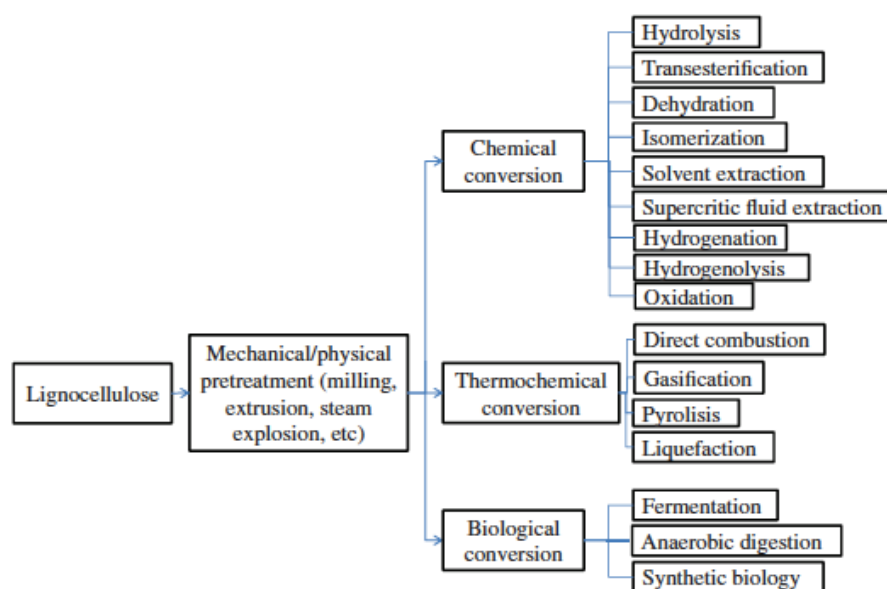 Lignocellulose
Mechanical/physical
pretreatment (milling,
extrusion, steam
explosion, etc)
Chemical
conversion
Hydrolysis
Transesterification
Dehydration
Isomerization
Solvent extraction
Supercritic fluid extraction
Hydrogenation
Hydrogenolysis
Oxidation
Thermochemical
conversion
Direct combustion
Gasification
Pyrolisis
Liquefaction
Biological
conversion
Fermentation
Anaerobic digestion
Synthetic biology